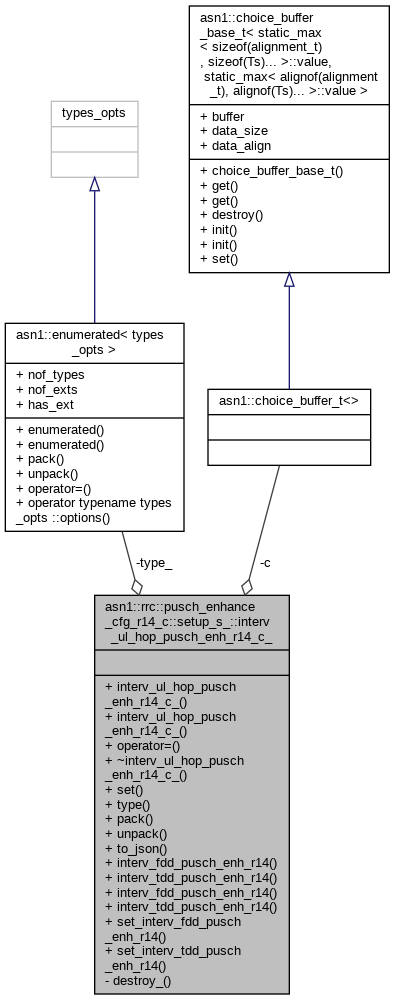 asn1::choice_buffer
_base_t< static_max
< sizeof(alignment_t)
, sizeof(Ts)... >::value,
static_max< alignof(alignment
_t), alignof(Ts)... >::value >
+ buffer
+ data_size
+ data_align
+ choice_buffer_base_t()
+ get()
+ get()
+ destroy()
+ init()
+ init()
+ set()
types_opts
asn1::enumerated< types
_opts >
+ nof_types
+ nof_exts
+ has_ext
+ enumerated()
+ enumerated()
+ pack()
+ unpack()
+ operator=()
+ operator typename types
_opts ::options()
asn1::choice_buffer_t<>
-type_
-c
asn1::rrc::pusch_enhance
_cfg_r14_c::setup_s_::interv
_ul_hop_pusch_enh_r14_c_
+ interv_ul_hop_pusch
_enh_r14_c_()
+ interv_ul_hop_pusch
_enh_r14_c_()
+ operator=()
+ ~interv_ul_hop_pusch
_enh_r14_c_()
+ set()
+ type()
+ pack()
+ unpack()
+ to_json()
+ interv_fdd_pusch_enh_r14()
+ interv_tdd_pusch_enh_r14()
+ interv_fdd_pusch_enh_r14()
+ interv_tdd_pusch_enh_r14()
+ set_interv_fdd_pusch
_enh_r14()
+ set_interv_tdd_pusch
_enh_r14()
- destroy_()